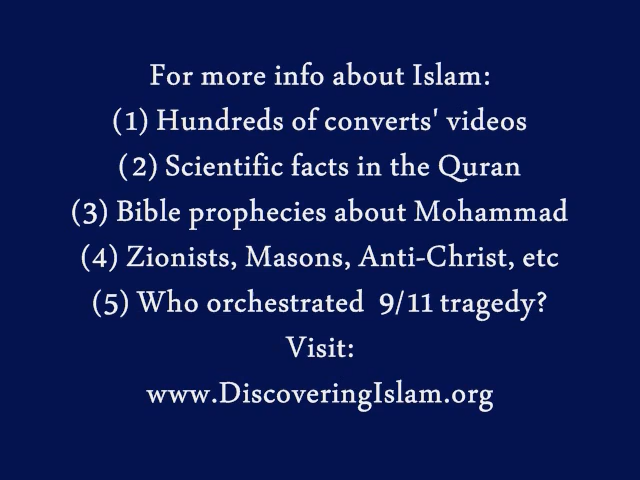 For more info about Islam:
(1) Hundreds of converts' videos
(2) Scientific facts in the Quran
(3) Bible prophecies about Mohammad
(4) Zionists, Masons, Anti-Christ, etc
(5) Who orchestrated  9/11 tragedy?
Visit:
www.DiscoveringIslam.org